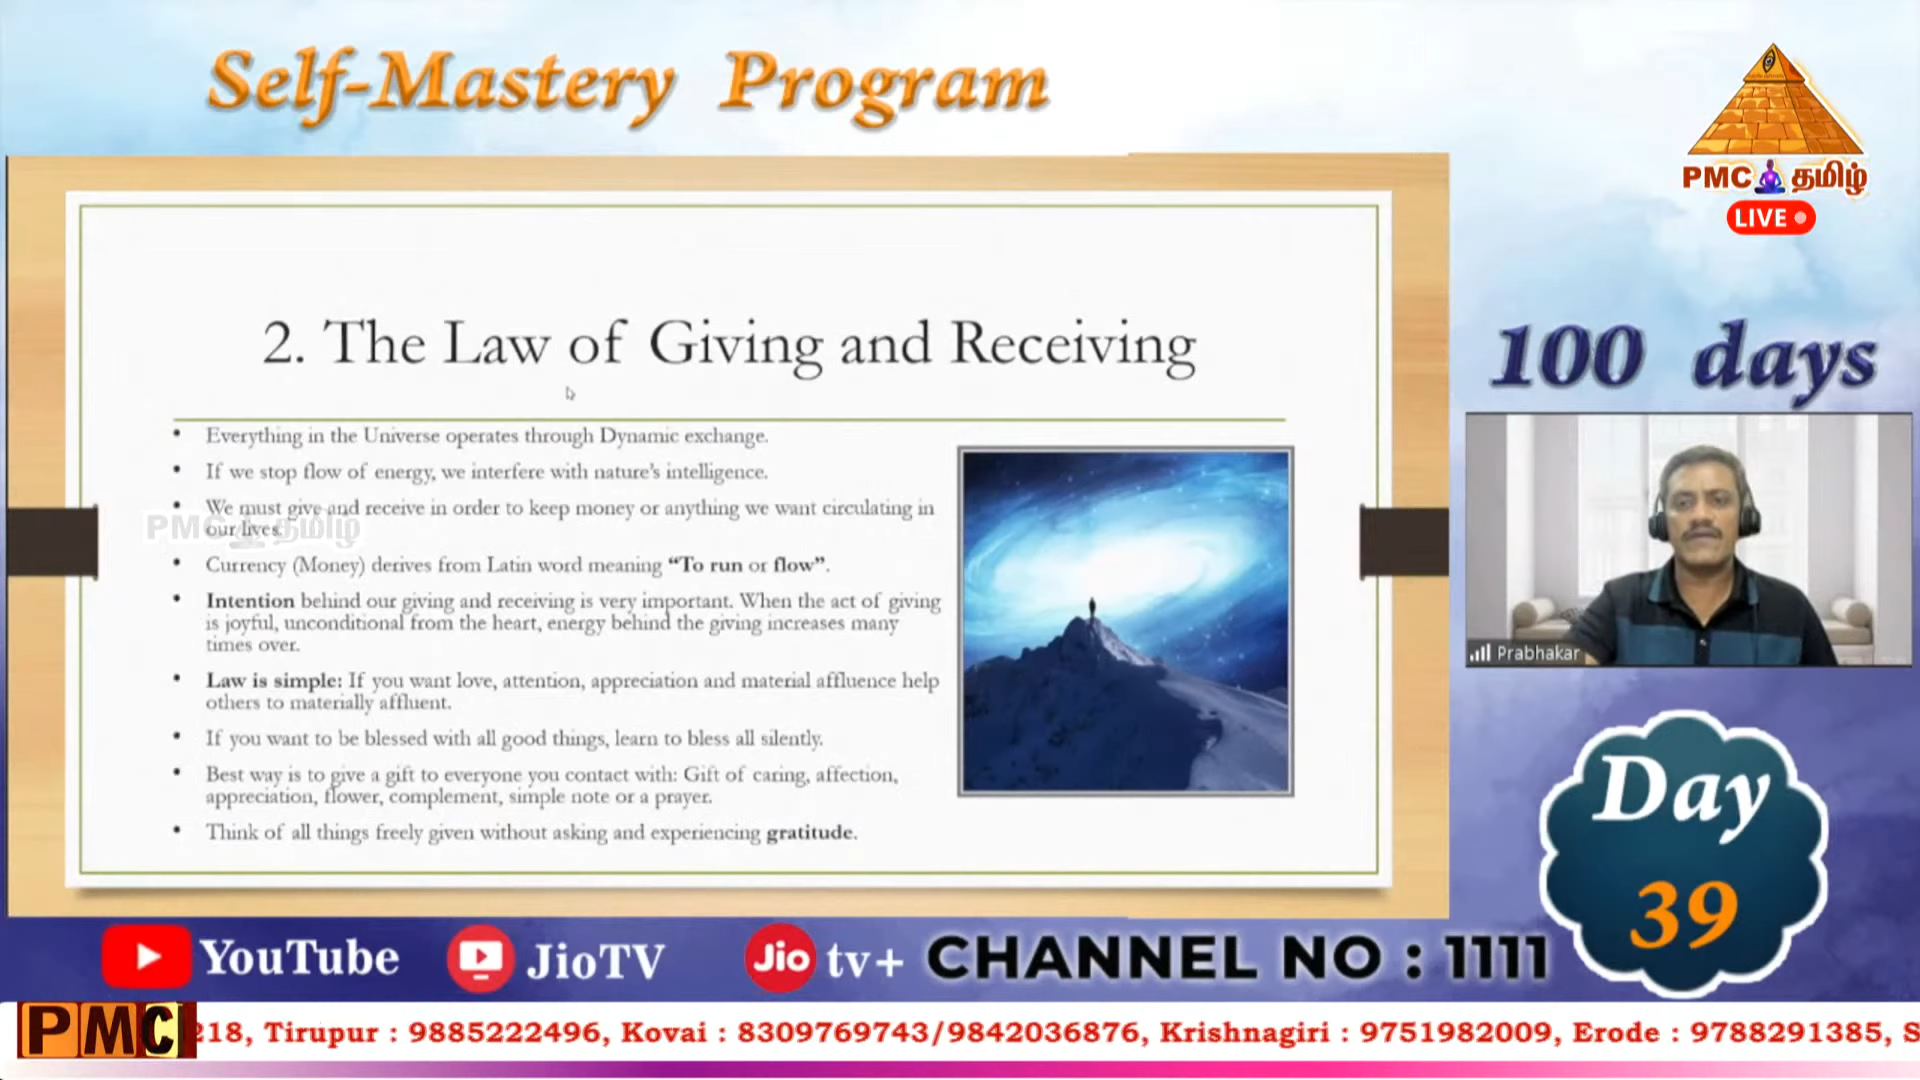 Self-Mastery Program
PMC தமிழ்
LIVE
2. The Law of Giving and Receiving
• Everything in the Universe operates through Dynamic exchange.
• If we stop flow of energy, we interfere with nature's intelligence.
• We must give and receive in order to keep money or anything we want circulating in
our lives.
PMC தமிழ்
• Currency (Money) derives from Latin word meaning “To run or flow”.
• Intention behind our giving and receiving is very important. When the act of giving
is joyful, unconditional from the heart, energy behind the giving increases many
times over.
• Law is simple: If you want love, attention, appreciation and material affluence help
others to materially affluent.
• If you want to be blessed with all good things, learn to bless all silently.
• Best way is to give a gift to everyone you contact with: Gift of caring, affection,
appreciation, flower, complement, simple note or a prayer.
• Think of all things freely given without asking and experiencing gratitude.
100 days
Prabhakar
Day
39
YouTube JioTV Jio tv+ CHANNEL NO : 1111
PMC 218, Tirupur : 9885222496, Kovai : 8309769743/9842036876, Krishnagiri : 9751982009, Erode : 9788291385, S